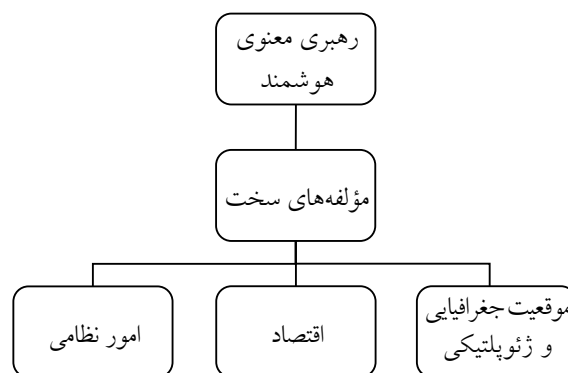 رهبری معنوی
هوشمند
مؤلفه‌های سخت
موقعیت جغرافیایی
و ژئوپلتیکی
اقتصاد
امور نظامی